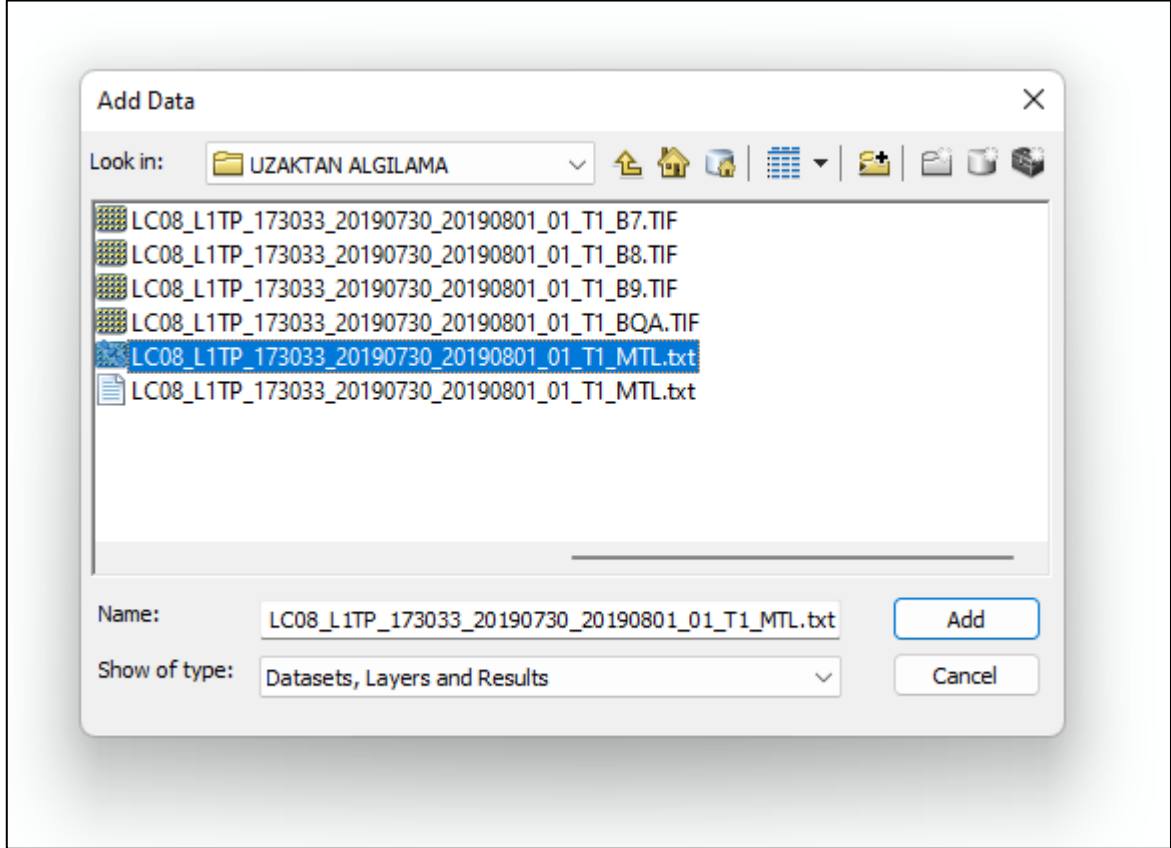 Add Data
Look in: UZAKTAN ALGILAMA
LC08_L1TP_173033_20190730_20190801_01_T1_B7.TIF
LC08_L1TP_173033_20190730_20190801_01_T1_B8.TIF
LC08_L1TP_173033_20190730_20190801_01_T1_B9.TIF
LC08_L1TP_173033_20190730_20190801_01_T1_BQA.TIF
LC08_L1TP_173033_20190730_20190801_01_T1_MTL.txt
LC08_L1TP_173033_20190730_20190801_01_T1_MTL.txt
Name: LC08_L1TP_173033_20190730_20190801_01_T1_MTL.txt Add
Show of type: Datasets, Layers and Results Cancel